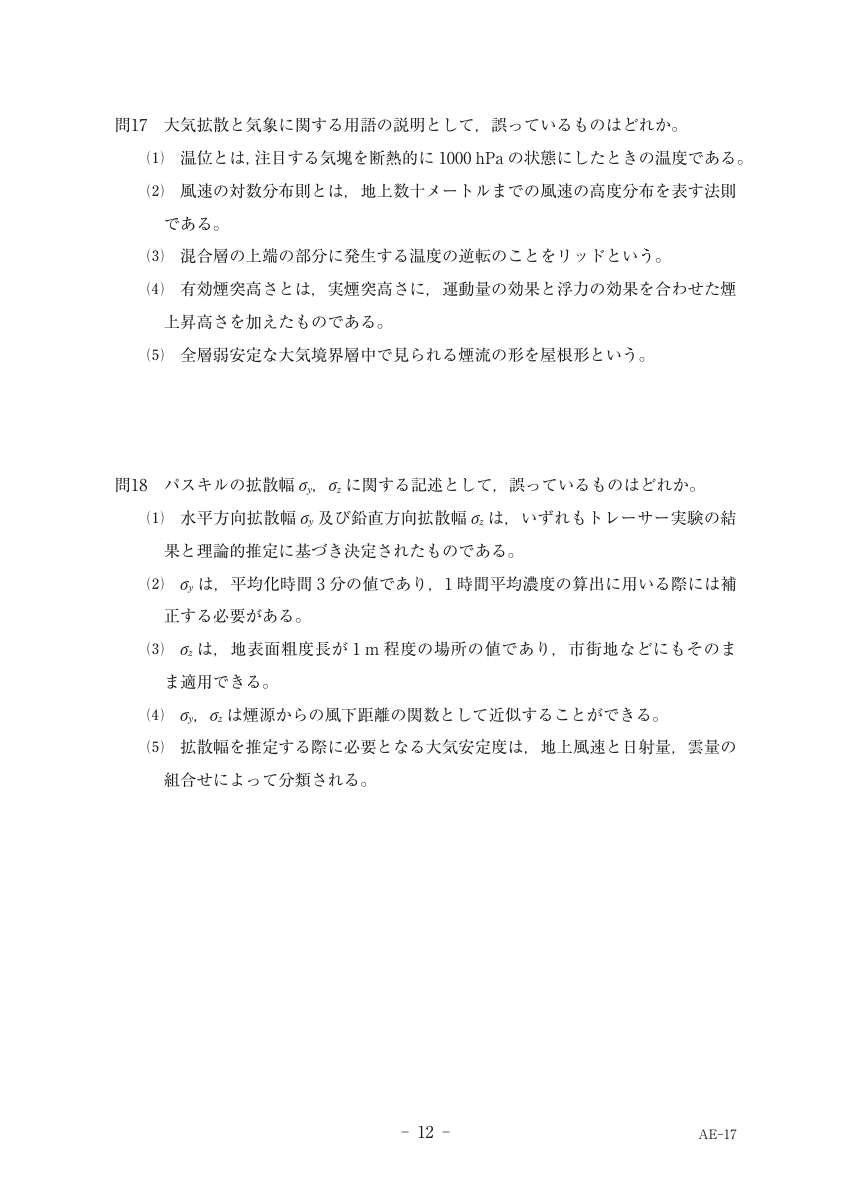 問17　大気拡散と気象に関する用語の説明として，誤っているものはどれか。
⑴　温位とは，注目する気塊を断熱的に 1000 hPa の状態にしたときの温度である。
⑵　風速の対数分布則とは，地上数十メートルまでの風速の高度分布を表す法則
である。
⑶　混合層の上端の部分に発生する温度の逆転のことをリッドという。
⑷　有効煙突高さとは，実煙突高さに，運動量の効果と浮力の効果を合わせた煙
上昇高さを加えたものである。
⑸　全層弱安定な大気境界層中で見られる煙流の形を屋根形という。
問18　パスキルの拡散幅 σy，σz に関する記述として，誤っているものはどれか。
⑴　水平方向拡散幅 σy 及び鉛直方向拡散幅 σz は，いずれもトレーサー実験の結
果と理論的推定に基づき決定されたものである。
⑵　σy は，平均化時間 3 分の値であり，1 時間平均濃度の算出に用いる際には補
正する必要がある。
⑶　σz は，地表面粗度長が 1 m 程度の場所の値であり，市街地などにもそのま
ま適用できる。
⑷　σy，σz は煙源からの風下距離の関数として近似することができる。
⑸　拡散幅を推定する際に必要となる大気安定度は，地上風速と日射量，雲量の
組合せによって分類される。
- 12 -
AE-17